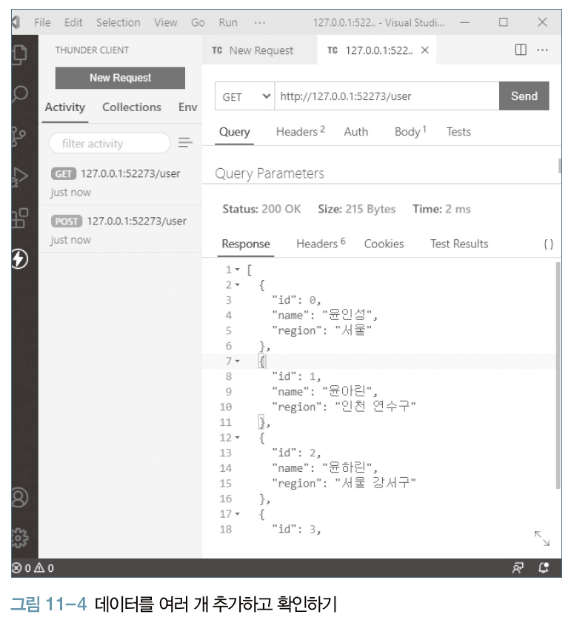 File Edit Selection View Go Run ··· 127.0.0.1:522.. - Visual Studi...
THUNDER CLIENT
New Request
Activity Collections Env
filter activity
GET 127.0.0.1:52273/user
just now
POST 127.0.0.1:52273/user
just now
TC New Request TC 127.0.0.1:522.. ×
GET http://127.0.0.1:52273/user Send
Query Headers 2 Auth Body 1 Tests
Query Parameters
Status: 200 OK Size: 215 Bytes Time: 2 ms
Response Headers 6 Cookies Test Results {}
1 [
2 {
3 "id": 0,
4 "name": "윤인성",
5 "region": "서울"
6 },
7 {
8 "id": 1,
9 "name": "윤아린",
10 "region": "인천 연수구"
11 },
12 {
13 "id": 2,
14 "name": "윤하린",
15 "region": "서울 강서구"
16 },
17 {
18 "id": 3,
0 0
그림 11-4 데이터를 여러 개 추가하고 확인하기